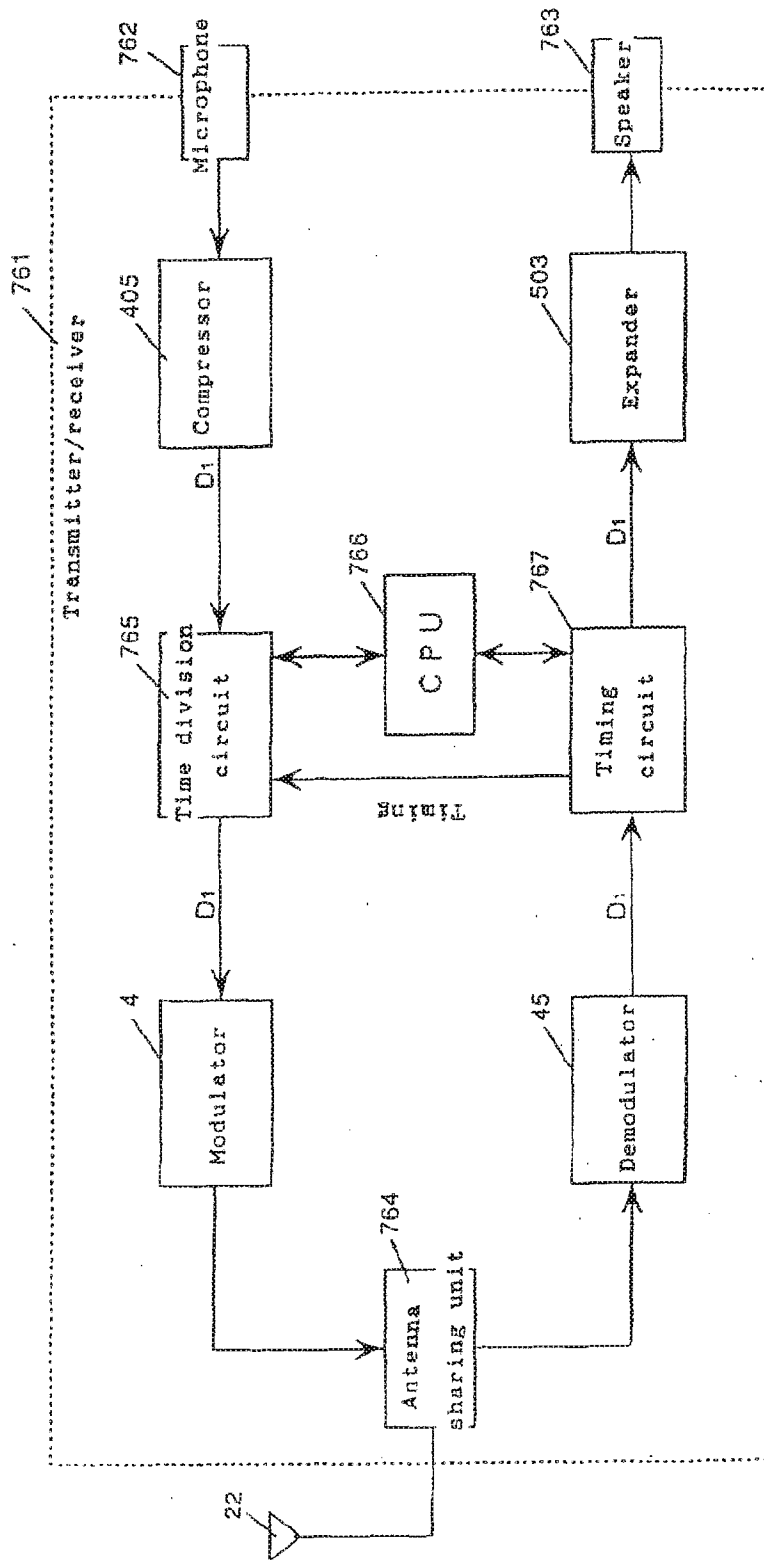 761
Transmitter/receiver
22
764
Antenna
sharing unit
4
Modulator
D1
765
Time division
circuit
D1
405
Compressor
762
Microphone
Timing
766
CPU
45
Demodulator
D1
767
Timing
circuit
D1
503
Expander
763
Speaker